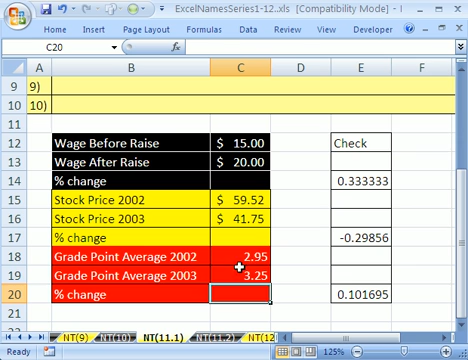 ExcelNamesSeries1-12..xls [Compatibility Mode] -
Home Insert Page Layout Formulas Data Review View Developer
C20 fx
A B C D E F
9 9)
10 10)
11
12 Wage Before Raise $ 15.00 Check
13 Wage After Raise $ 20.00
14 % change 0.333333
15 Stock Price 2002 $ 59.52
16 Stock Price 2003 $ 41.75
17 % change -0.29856
18 Grade Point Average 2002 2.95
19 Grade Point Average 2003 3.25
20 % change 0.101695
21
22
NT(9) NT(10) NT(11.1) NT(11.2) NT(12
Ready 125%